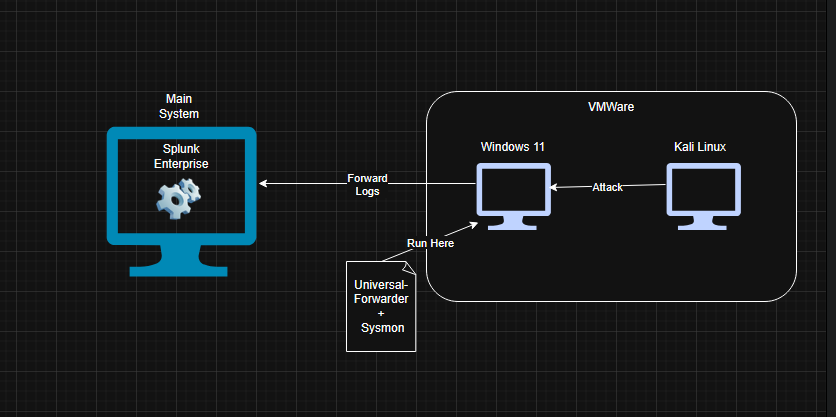 Main
System
Splunk
Enterprise
VMWare
Windows 11
Kali Linux
Forward
Logs
Attack
Run Here
Universal-
Forwarder
+
Sysmon